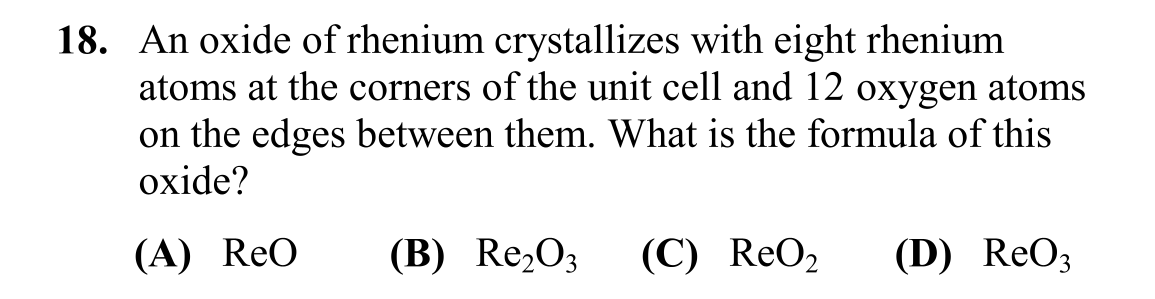 18. An oxide of rhenium crystallizes with eight rhenium
atoms at the corners of the unit cell and 12 oxygen atoms
on the edges between them. What is the formula of this
oxide?
(A) ReO (B) Re₂O₃ (C) ReO₂ (D) ReO₃